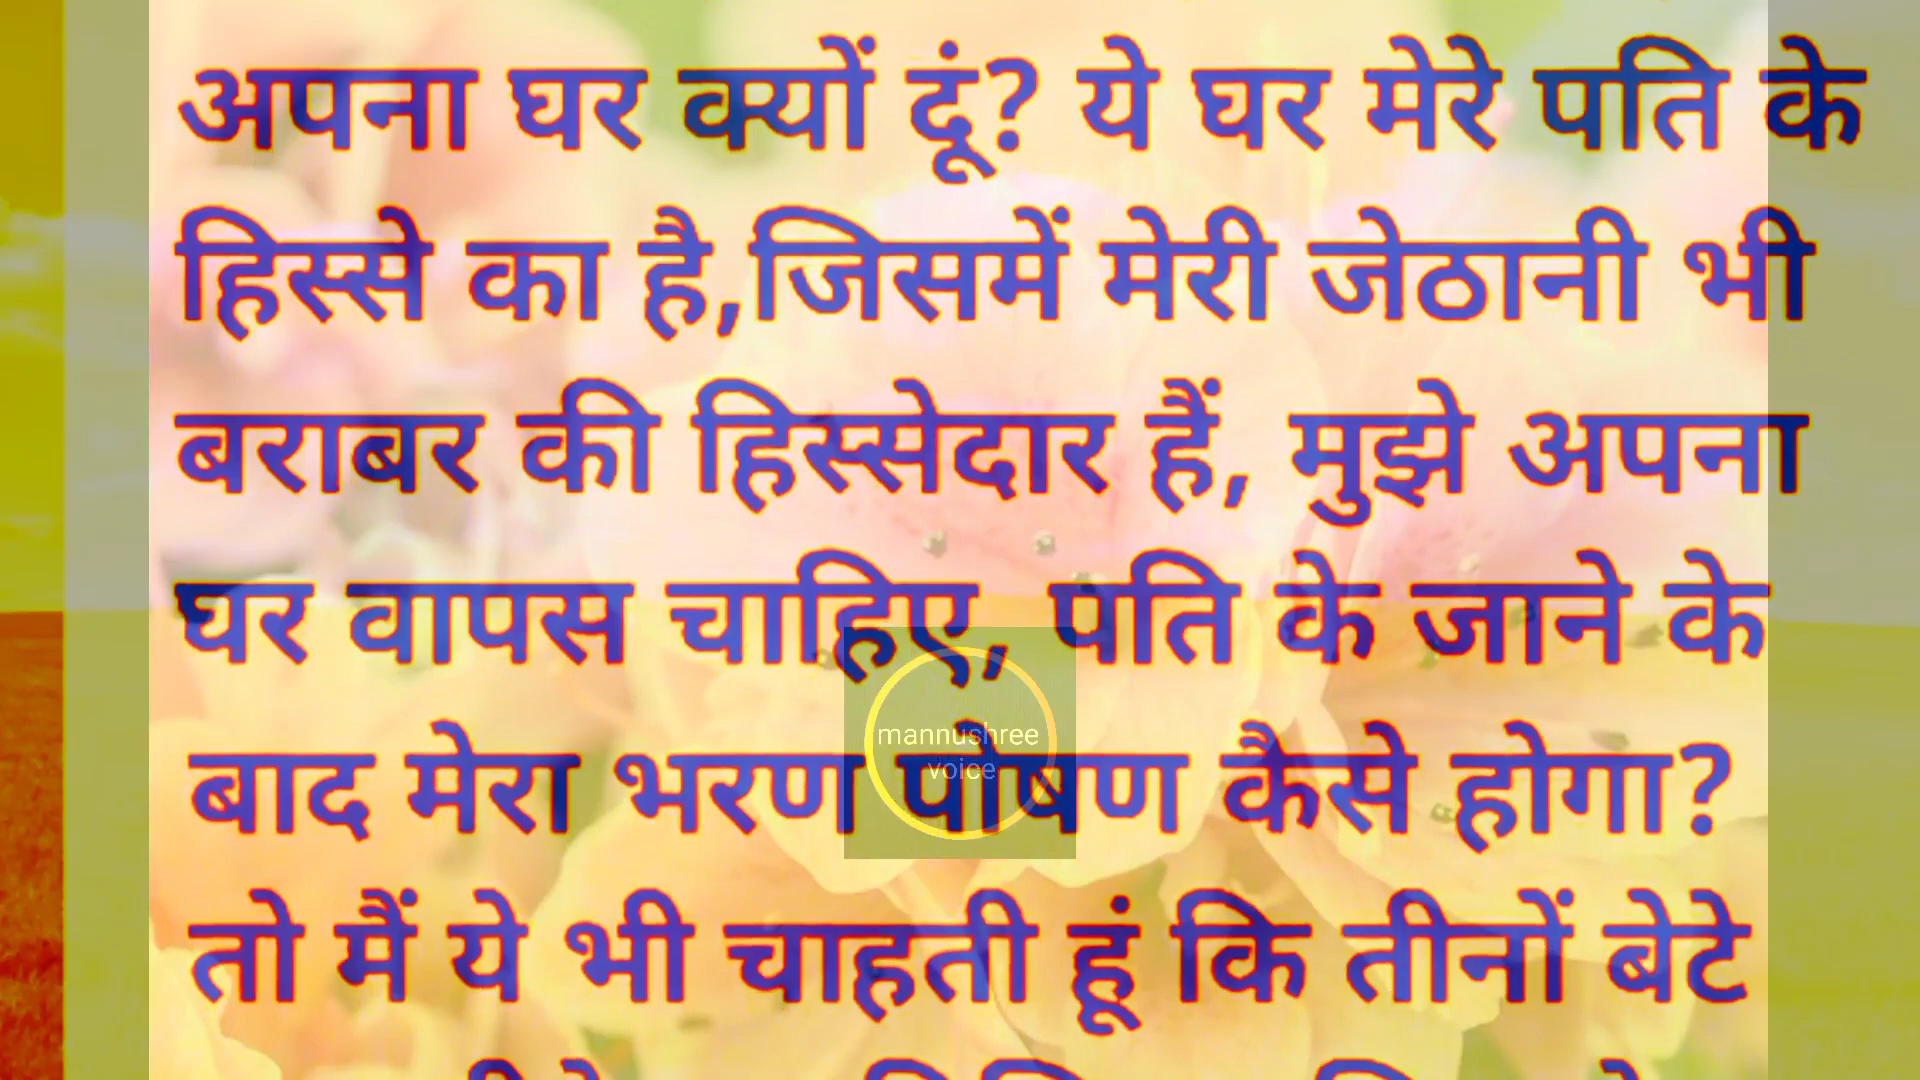 अपना घर क्यों दूं? ये घर मेरे पति के
हिस्से का है,जिसमें मेरी जेठानी भी
बराबर की हिस्सेदार हैं, मुझे अपना
घर वापस चाहिए, पति के जाने के
mannushree
voice
बाद मेरा भरण पोषण कैसे होगा?
तो मैं ये भी चाहती हूं कि तीनों बेटे